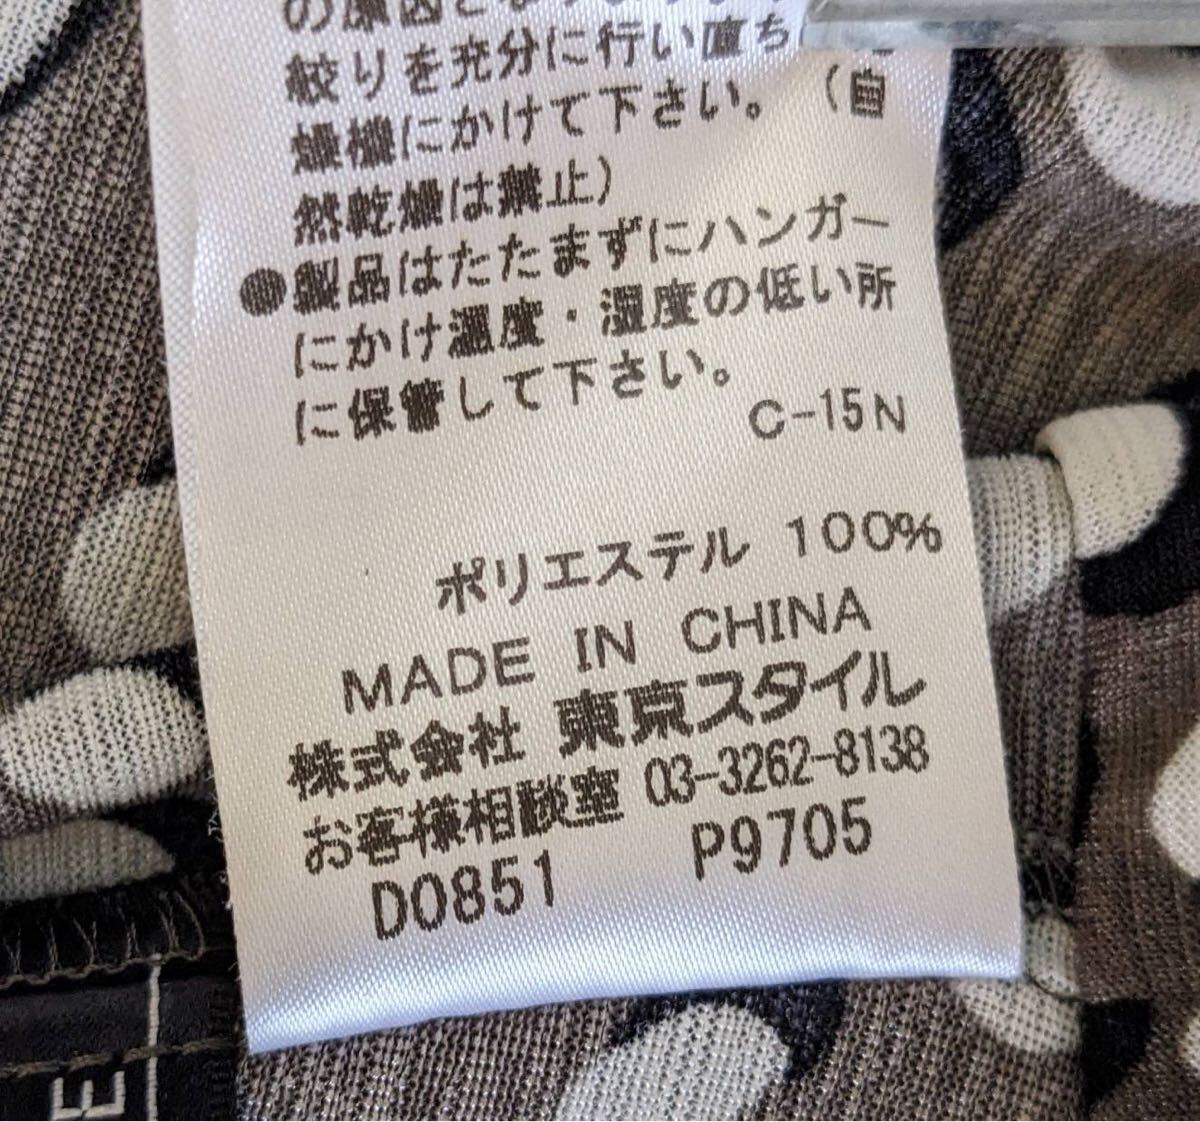 の原因と
絞りを充分に行い直ち
燥機にかけて下さい。（自
然乾燥は禁止）
●製品はたたまずにハンガー
にかけ温度・湿度の低い所
に保管して下さい。
C-15N
ポリエステル 100%
MADE IN CHINA
株式会社 東京スタイル
お客様相談室 03-3262-8138
D0851 P9705
E